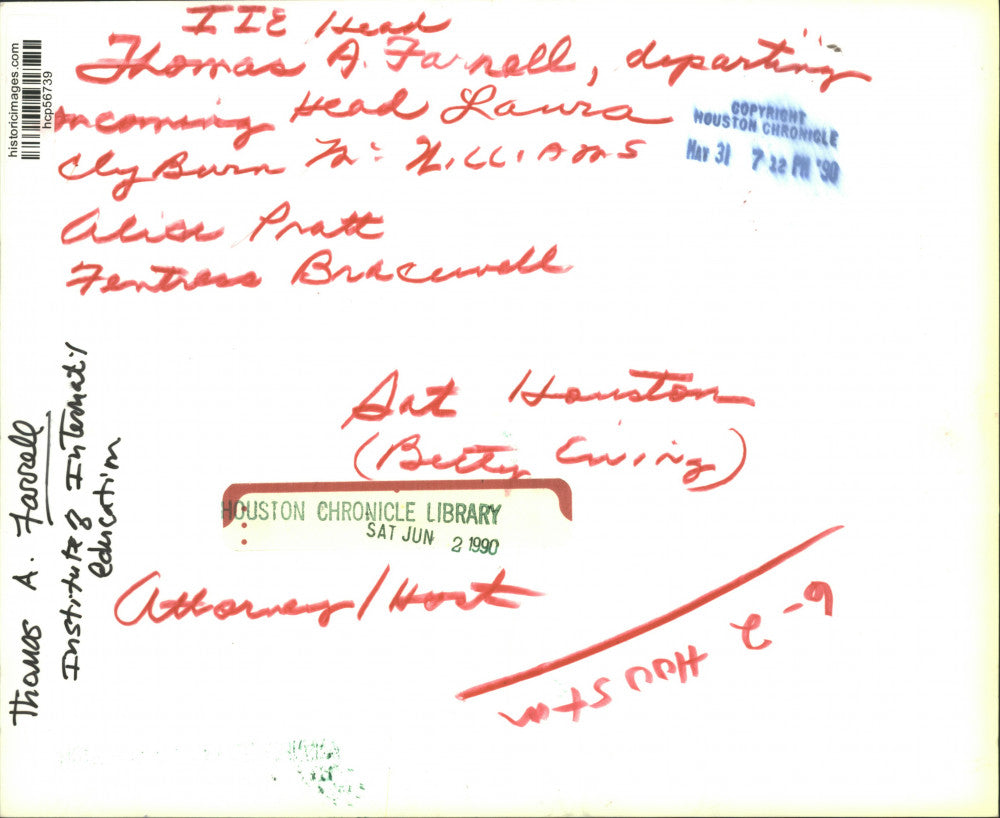 IIE Head
Thomas A. Farrell, departing
incoming Head Laura
Clyburn McWilliams
Alice Pratt
Fentress Bracewell
COPYRIGHT
HOUSTON CHRONICLE
MAY 31 7 32 PM '90
Sat Houston
(Betty Ewing)
HOUSTON CHRONICLE LIBRARY
SAT JUN 2 1990
Attorney/Host
6-2 Houston
Thomas A. Farrell
Institute of Internat'l
Education
historicimages.com
hcp56739